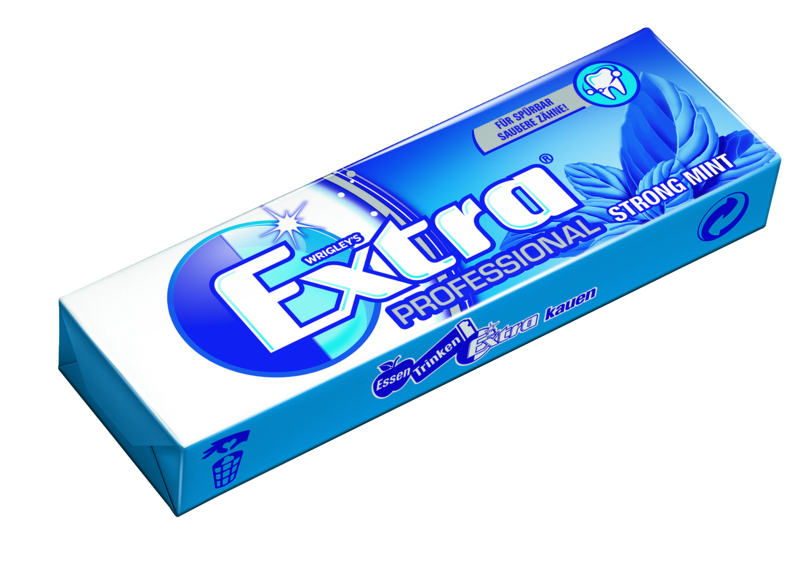 FÜR SPÜRBAR
SAUBERE ZÄHNE!
WRIGLEY'S
Extra®
PROFESSIONAL
STRONG MINT
Essen Trinken Extra kauen